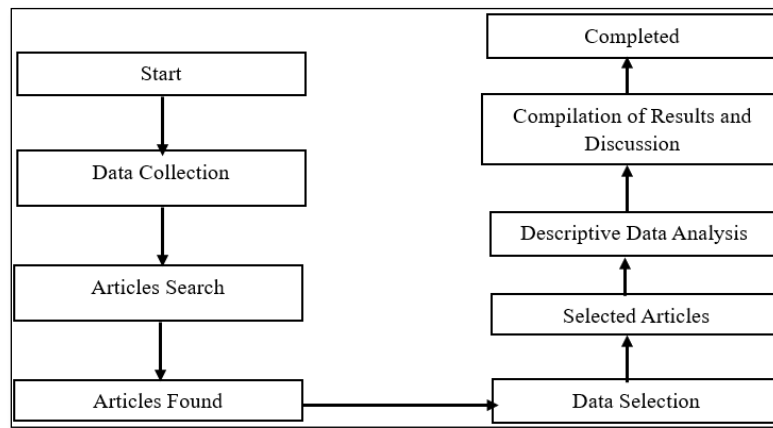 Start
Data Collection
Articles Search
Articles Found
Data Selection
Selected Articles
Descriptive Data Analysis
Compilation of Results and
Discussion
Completed